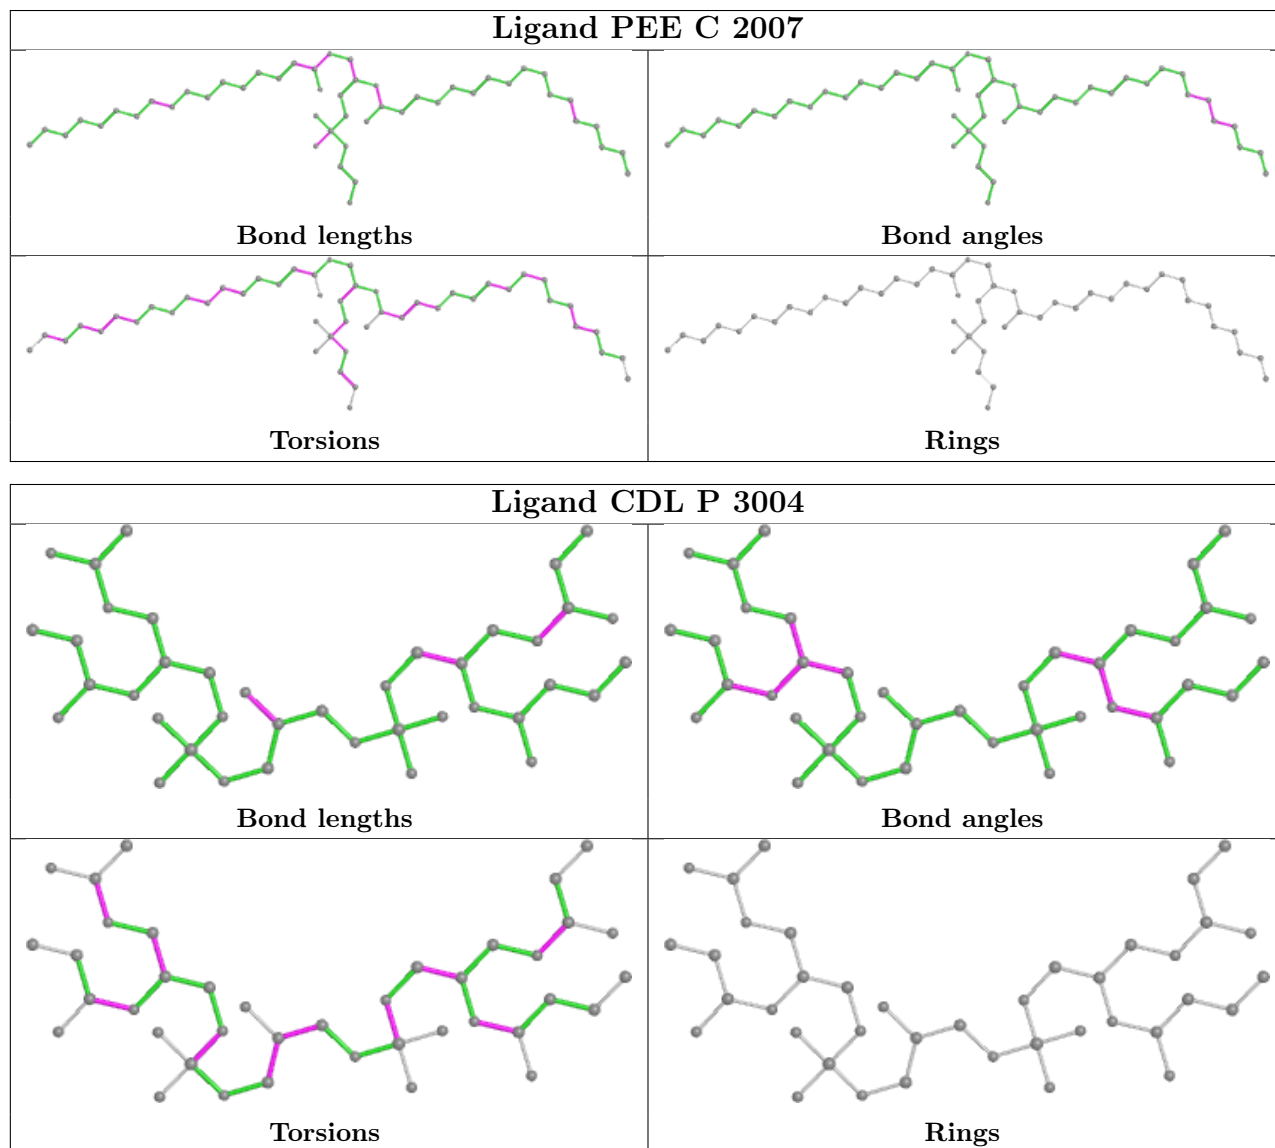 Ligand PEE C 2007
Bond lengths
Bond angles
Torsions
Rings
Ligand CDL P 3004
Bond lengths
Bond angles
Torsions
Rings